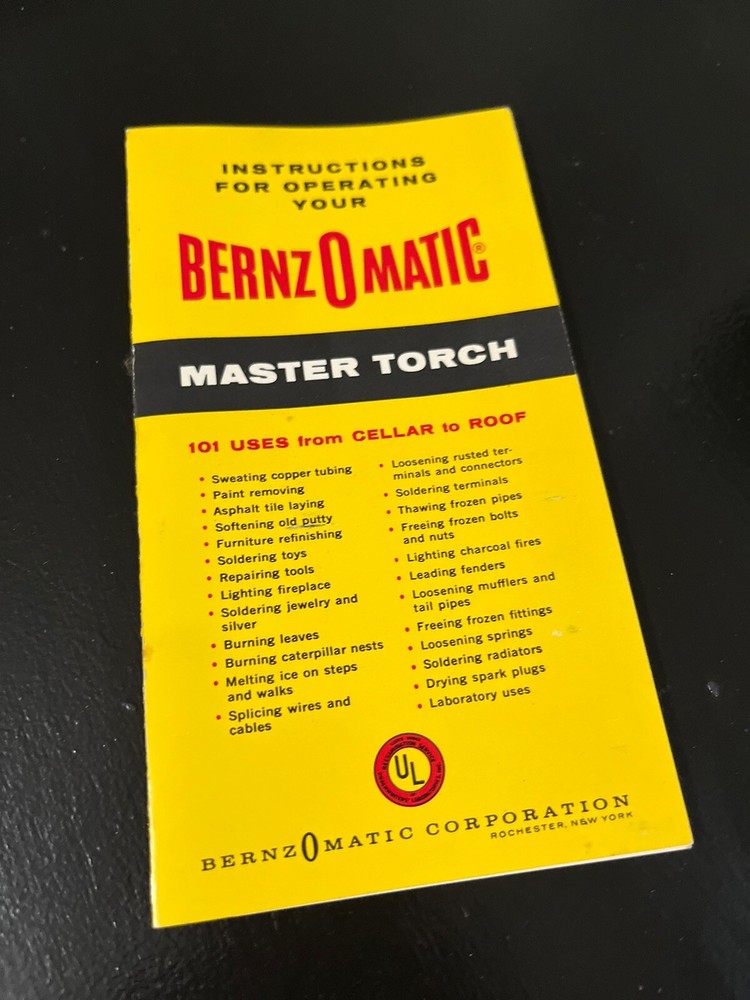 INSTRUCTIONS
FOR OPERATING
YOUR
BERNZOMATIC®
MASTER TORCH
101 USES from CELLAR to ROOF
• Sweating copper tubing
• Paint removing
• Asphalt tile laying
• Softening old putty
• Furniture refinishing
• Soldering toys
• Repairing tools
• Lighting fireplace
• Soldering jewelry and
silver
• Burning leaves
• Burning caterpillar nests
• Melting ice on steps
and walks
• Splicing wires and
cables
• Loosening rusted ter-
minals and connectors
• Soldering terminals
• Thawing frozen pipes
• Freeing frozen bolts
and nuts
• Lighting charcoal fires
• Leading fenders
• Loosening mufflers and
tail pipes
• Freeing frozen fittings
• Loosening springs
• Soldering radiators
• Drying spark plugs
• Laboratory uses
UL
BERNZOMATIC CORPORATION
ROCHESTER, NEW YORK